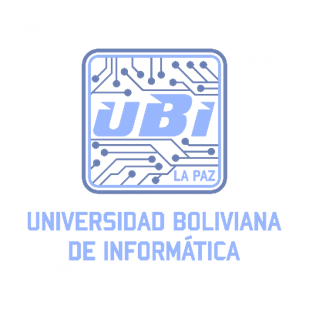 UBI
LA PAZ
UNIVERSIDAD BOLIVIANA
DE INFORMÁTICA